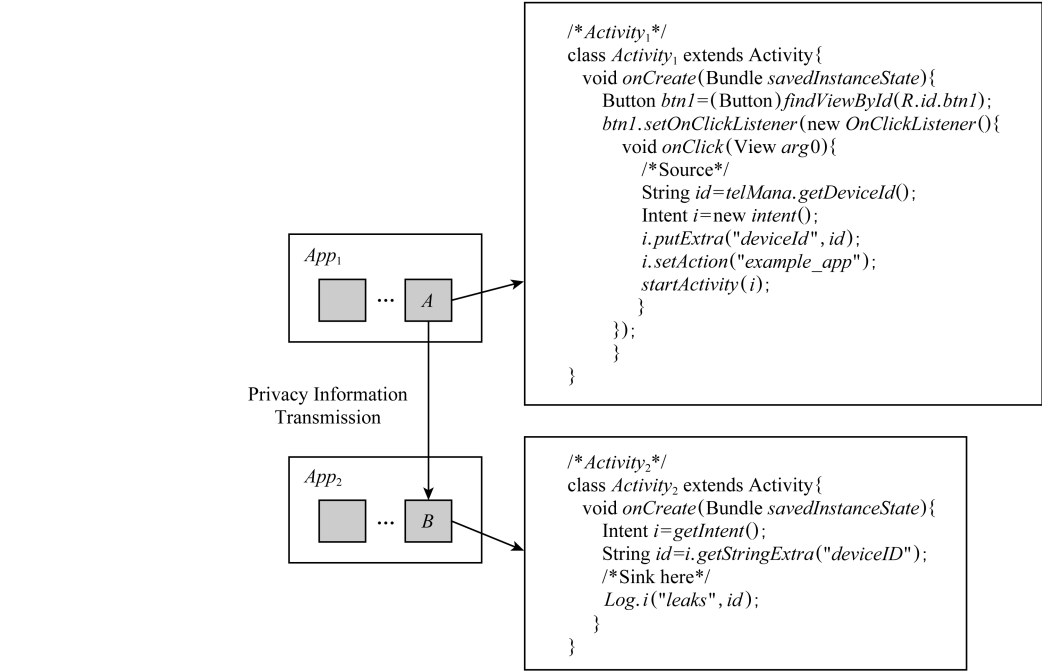 /*Activity₁*/
class Activity₁ extends Activity{
void onCreate(Bundle savedInstanceState){
Button btn1=(Button)findViewById(R.id.btn1);
btn1.setOnClickListener(new OnClickListener(){
void onClick(View arg0){
/*Source*/
String id=telMana.getDeviceId();
Intent i=new intent();
i.putExtra("deviceId",id);
i.setAction("example_app");
startActivity(i);
}
});
}
}
App₁
... A
Privacy Information
Transmission
App₂
... B
/*Activity₂*/
class Activity₂ extends Activity{
void onCreate(Bundle savedInstanceState){
Intent i=getIntent();
String id=i.getStringExtra("deviceID");
/*Sink here*/
Log.i("leaks",id);
}
}